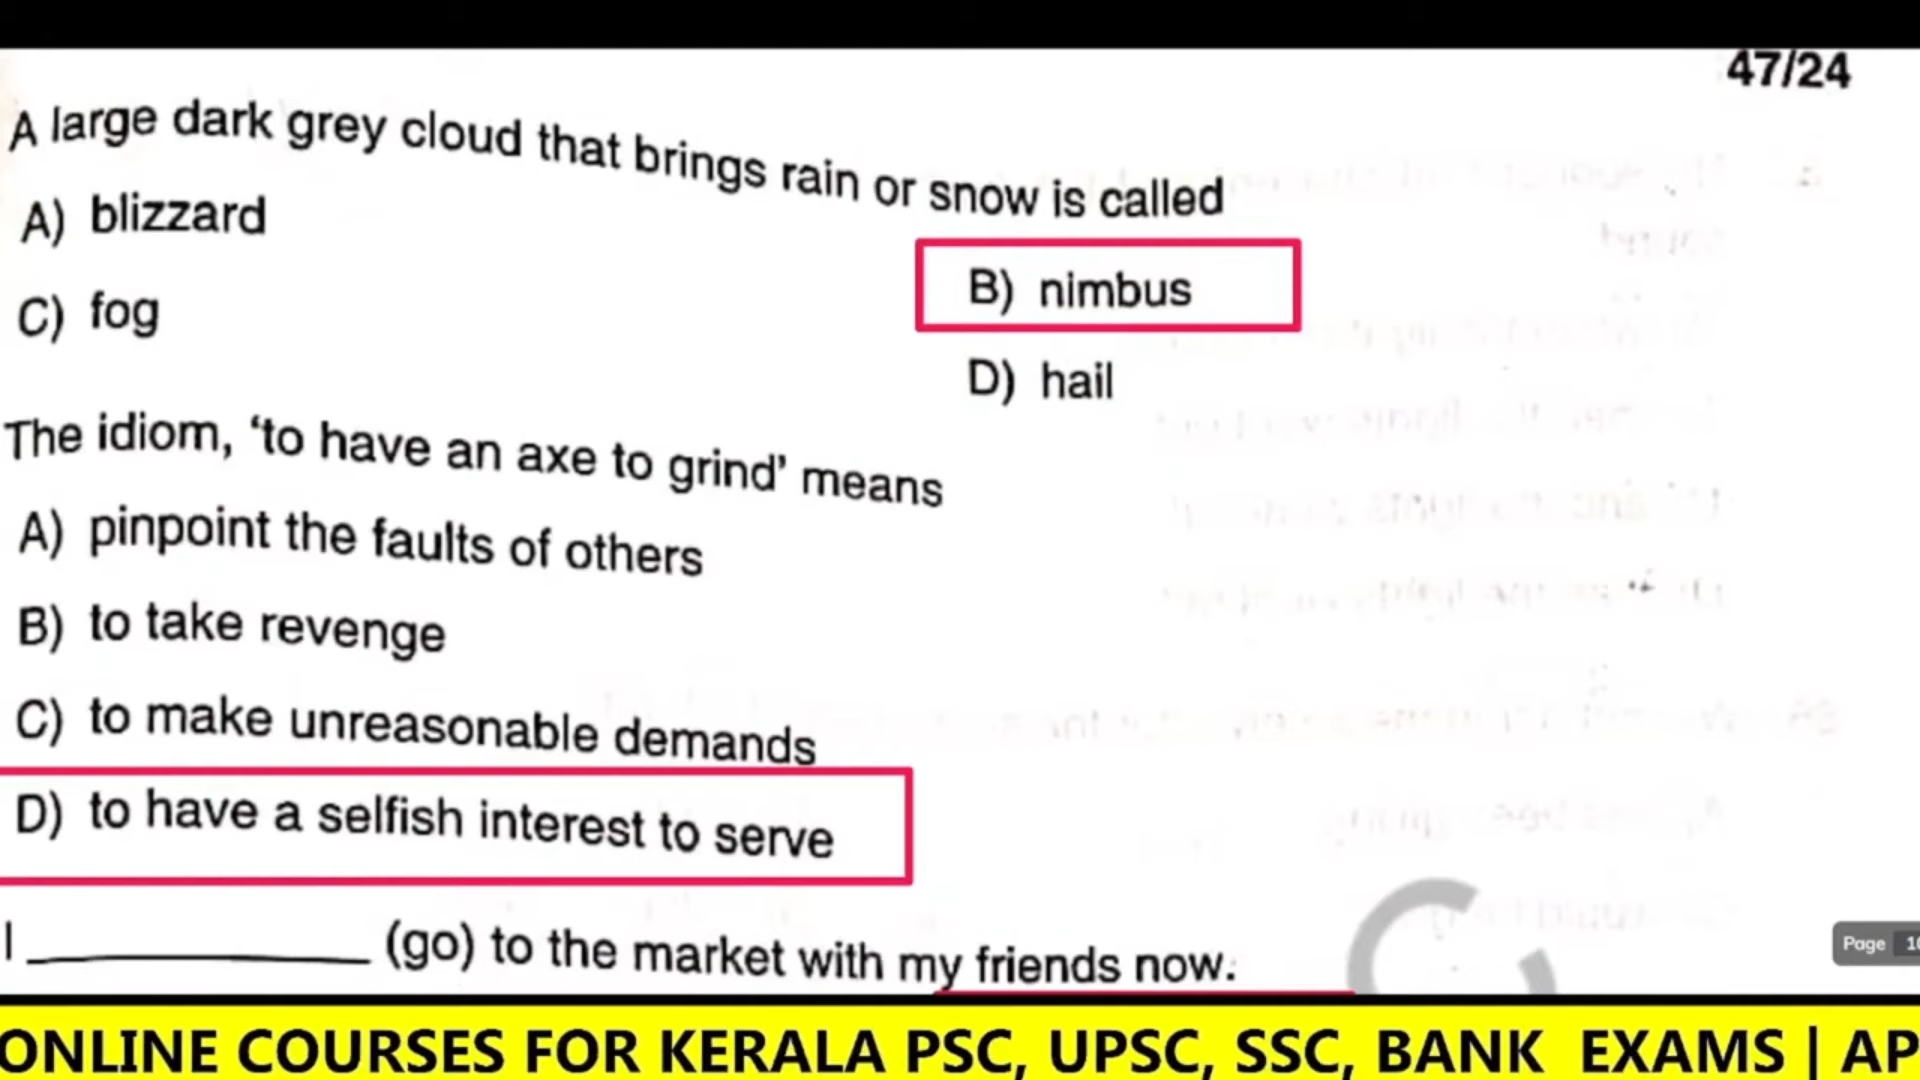 47/24
A large dark grey cloud that brings rain or snow is called
A) blizzard
B) nimbus
C) fog
D) hail
The idiom, ‘to have an axe to grind’ means
A) pinpoint the faults of others
B) to take revenge
C) to make unreasonable demands
D) to have a selfish interest to serve
I ____________ (go) to the market with my friends now.
Page 10
ONLINE COURSES FOR KERALA PSC, UPSC, SSC, BANK EXAMS | AP